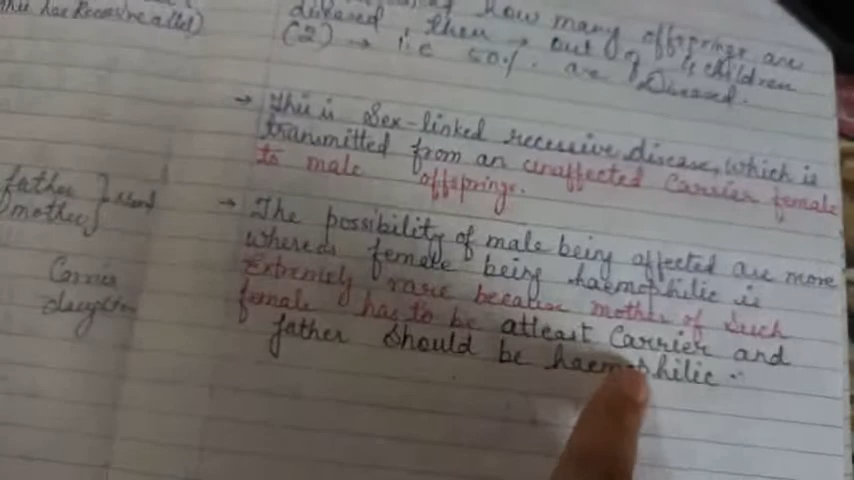 how many offsprings are
diseased then, out of 4 children
(2) → i.e 50%. are Diseased.
→ This is Sex-linked recessive disease, which is
transmitted from an unaffected Carrier female
to male offsprings.
father
mother
→ The possibility of male being affected are more
whereas female being haemophilic is
Extremely rare because mother of such
female has to be atleast Carrier and
father should be haemophilic.
Carrier
daughter